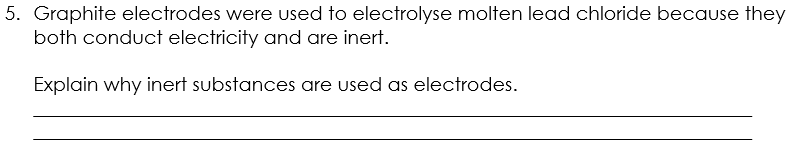 5. Graphite electrodes were used to electrolyse molten lead chloride because they
both conduct electricity and are inert.
Explain why inert substances are used as electrodes.